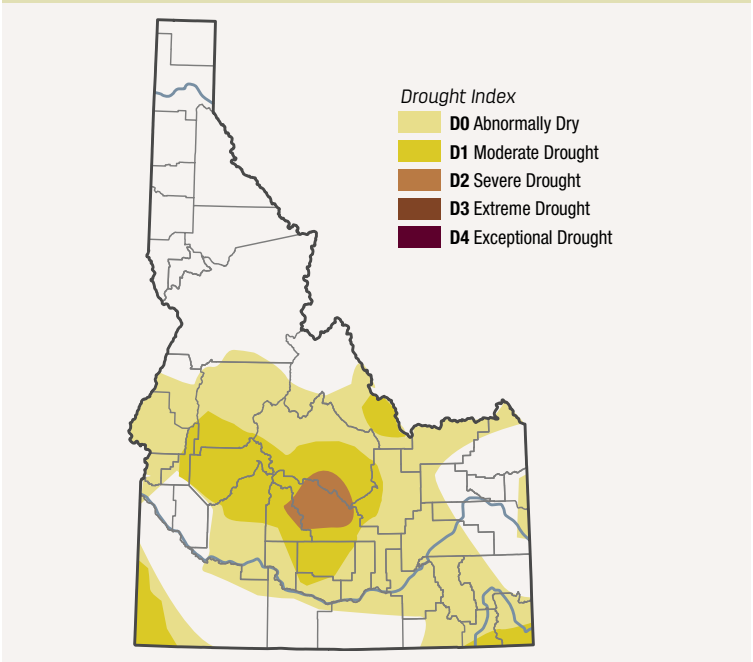 Drought Index
D0 Abnormally Dry
D1 Moderate Drought
D2 Severe Drought
D3 Extreme Drought
D4 Exceptional Drought